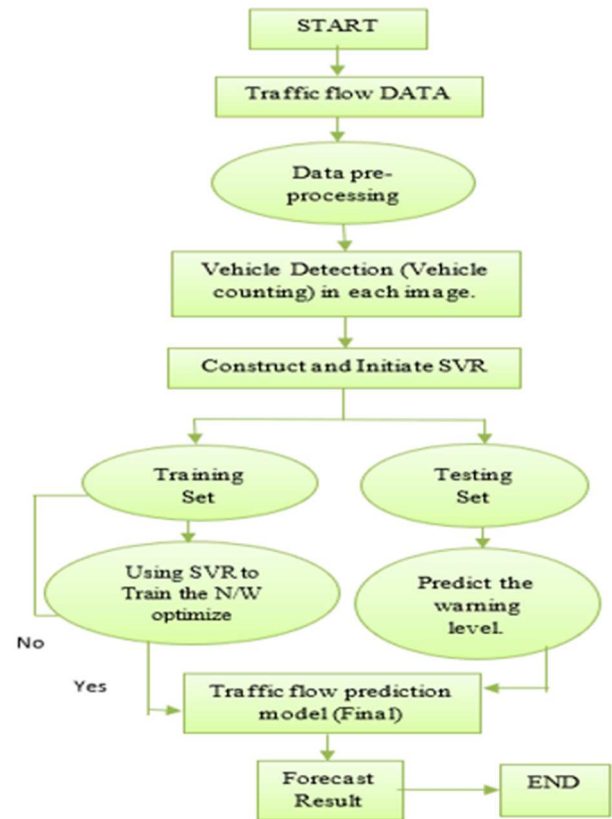 START
Traffic flow DATA
Data pre-
processing
Vehicle Detection (Vehicle
counting) in each image.
Construct and Initiate SVR
Training
Set
Testing
Set
Using SVR to
Train the N/W
optimize
Predict the
warning
level.
No
Yes
Traffic flow prediction
model (Final)
Forecast
Result
END